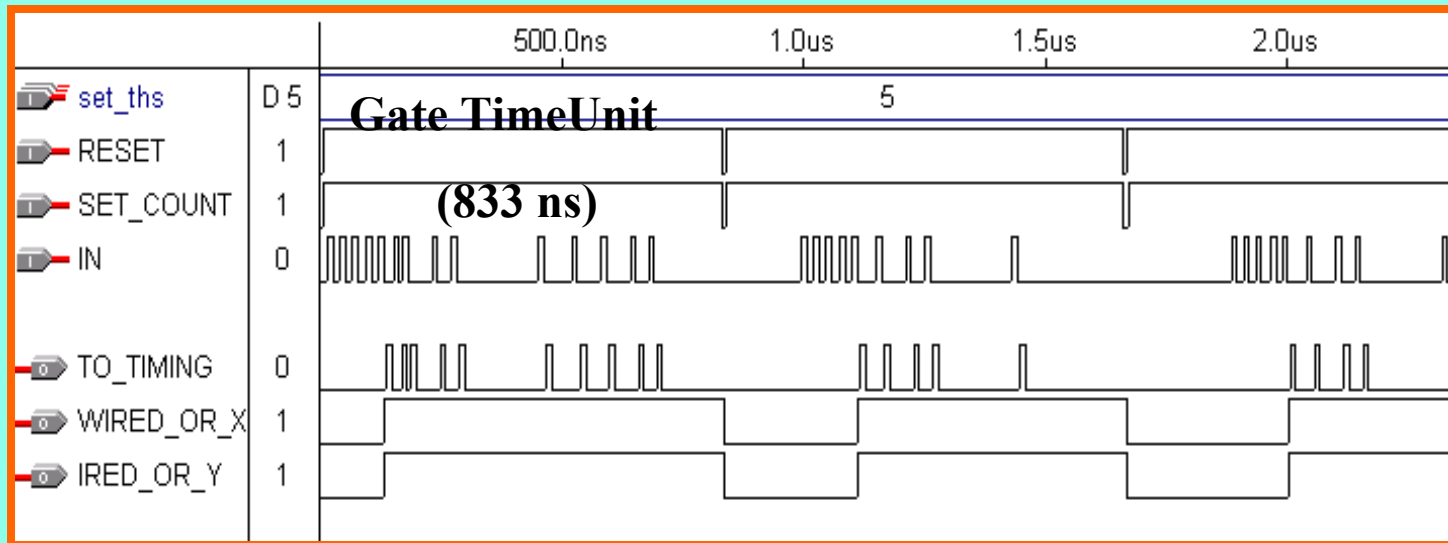 500.0ns 1.0us 1.5us 2.0us
set_ths D 5 5
Gate TimeUnit
RESET 1
SET_COUNT 1 (833 ns)
IN 0
TO_TIMING 0
WIRED_OR_X 1
IRED_OR_Y 1